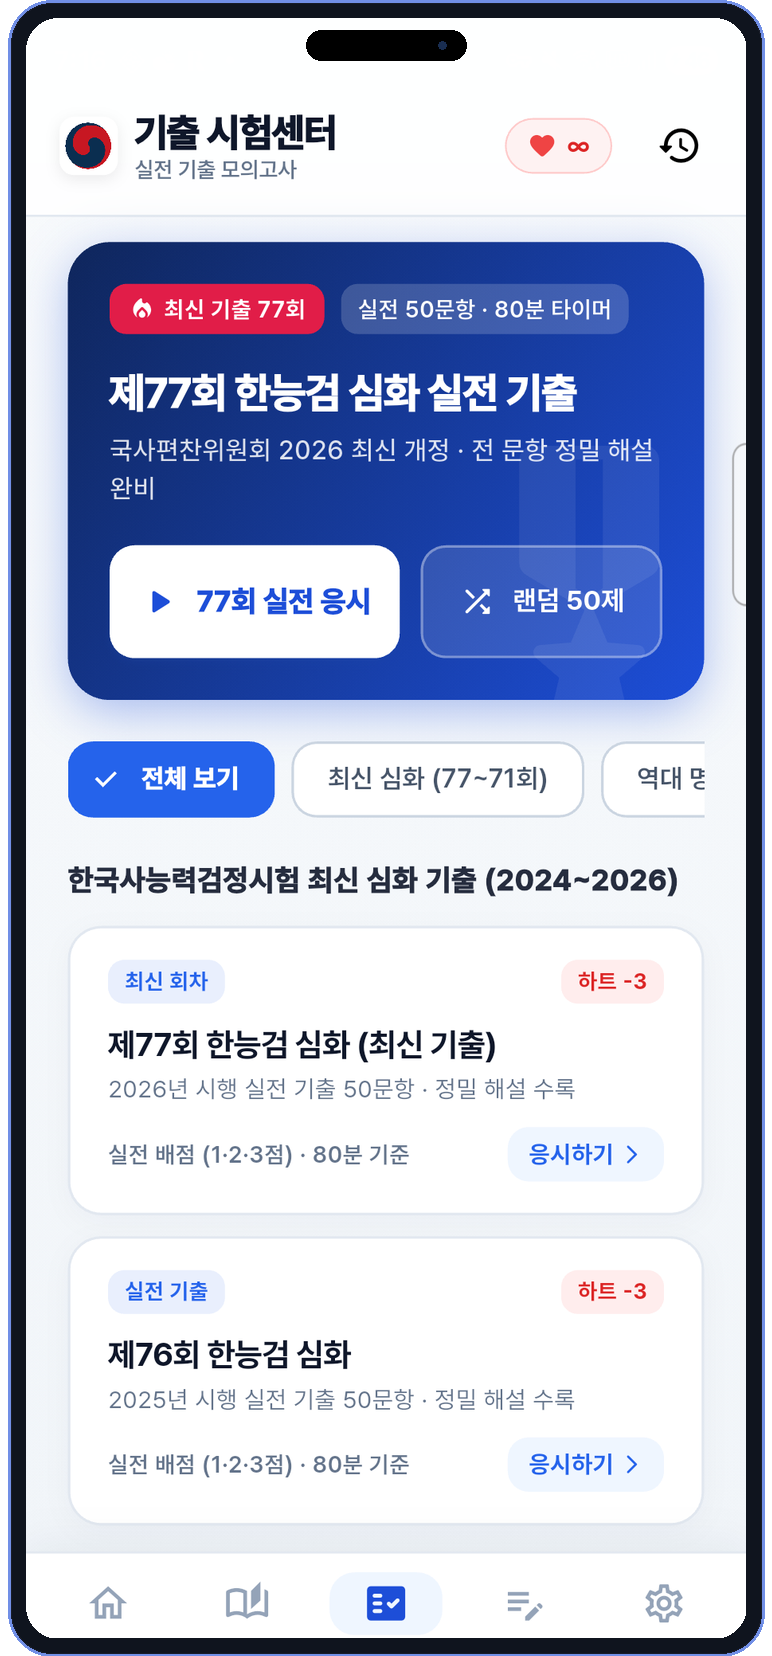 기출 시험센터
실전 기출 모의고사
∞
최신 기출 77회
실전 50문항 · 80분 타이머
제77회 한능검 심화 실전 기출
국사편찬위원회 2026 최신 개정 · 전 문항 정밀 해설
완비
77회 실전 응시
랜덤 50제
전체 보기
최신 심화 (77~71회)
역대
한국사능력검정시험 최신 심화 기출 (2024~2026)
최신 회차
하트 -3
제77회 한능검 심화 (최신 기출)
2026년 시행 실전 기출 50문항 · 정밀 해설 수록
실전 배점 (1·2·3점) · 80분 기준
응시하기
실전 기출
하트 -3
제76회 한능검 심화
2025년 시행 실전 기출 50문항 · 정밀 해설 수록
실전 배점 (1·2·3점) · 80분 기준
응시하기